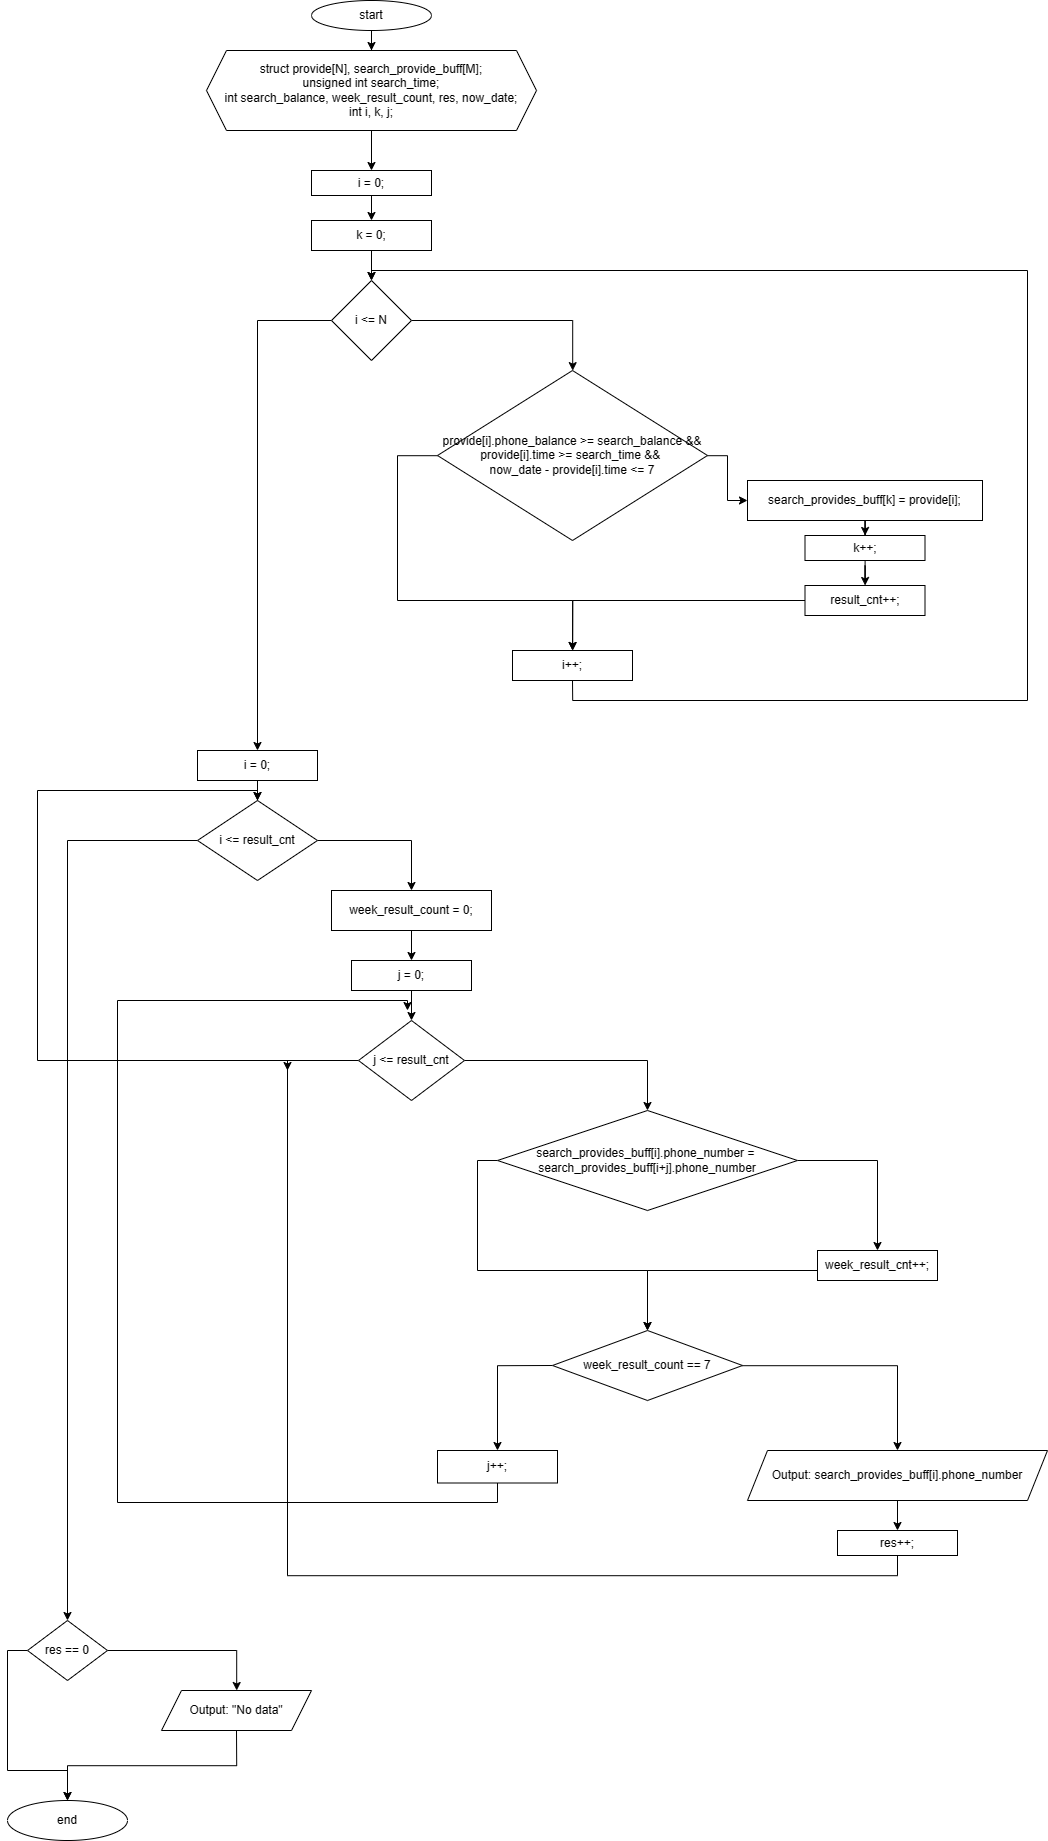 start
struct provide[N], search_provide_buff[M];
unsigned int search_time;
int search_balance, week_result_count, res, now_date;
int i, k, j;
i = 0;
k = 0;
i <= N
provide[i].phone_balance >= search_balance &&
provide[i].time >= search_time &&
now_date - provide[i].time <= 7
search_provides_buff[k] = provide[i];
k++;
result_cnt++;
i++;
i = 0;
i <= result_cnt
week_result_count = 0;
j = 0;
j <= result_cnt
search_provides_buff[i].phone_number =
search_provides_buff[i+j].phone_number
week_result_cnt++;
week_result_count == 7
j++;
Output: search_provides_buff[i].phone_number
res++;
res == 0
Output: "No data"
end